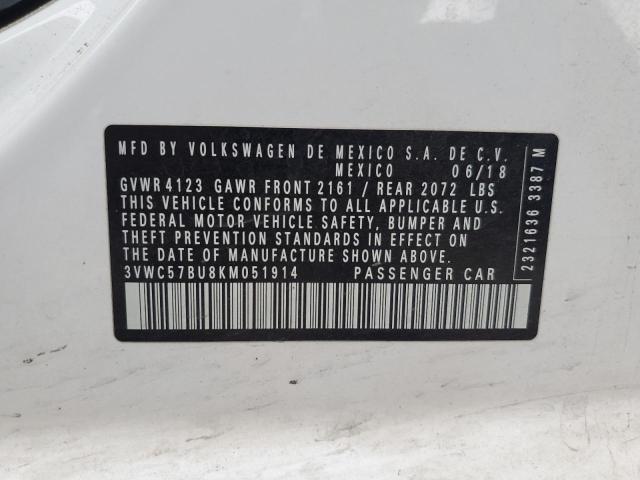 MFD BY VOLKSWAGEN DE MEXICO S.A. DE C.V.
MEXICO 06/18
GVWR 4123 GAWR FRONT 2161 / REAR 2072 LBS
THIS VEHICLE CONFORMS TO ALL APPLICABLE U.S.
FEDERAL MOTOR VEHICLE SAFETY, BUMPER AND
THEFT PREVENTION STANDARDS IN EFFECT ON
THE DATE OF MANUFACTURE SHOWN ABOVE.
3VWC57BU8KM051914 PASSENGER CAR
2321636 3387 M